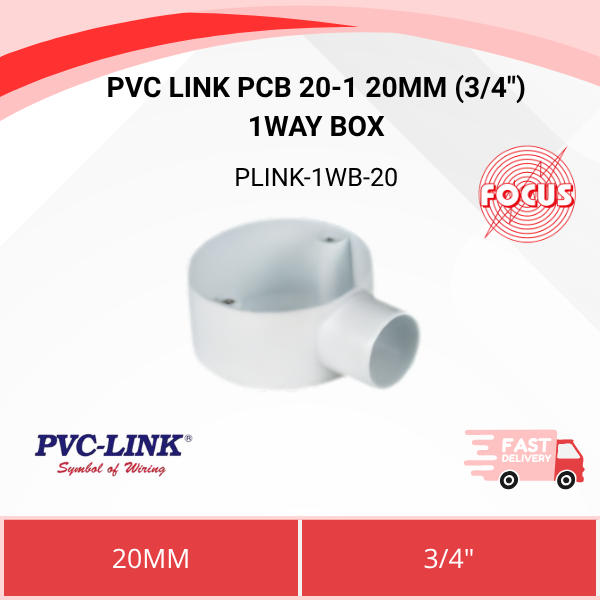 PVC LINK PCB 20-1 20MM (3/4")
1WAY BOX
PLINK-1WB-20
FOCUS
PVC-LINK®
Symbol of Wiring
FAST
DELIVERY
20MM
3/4"